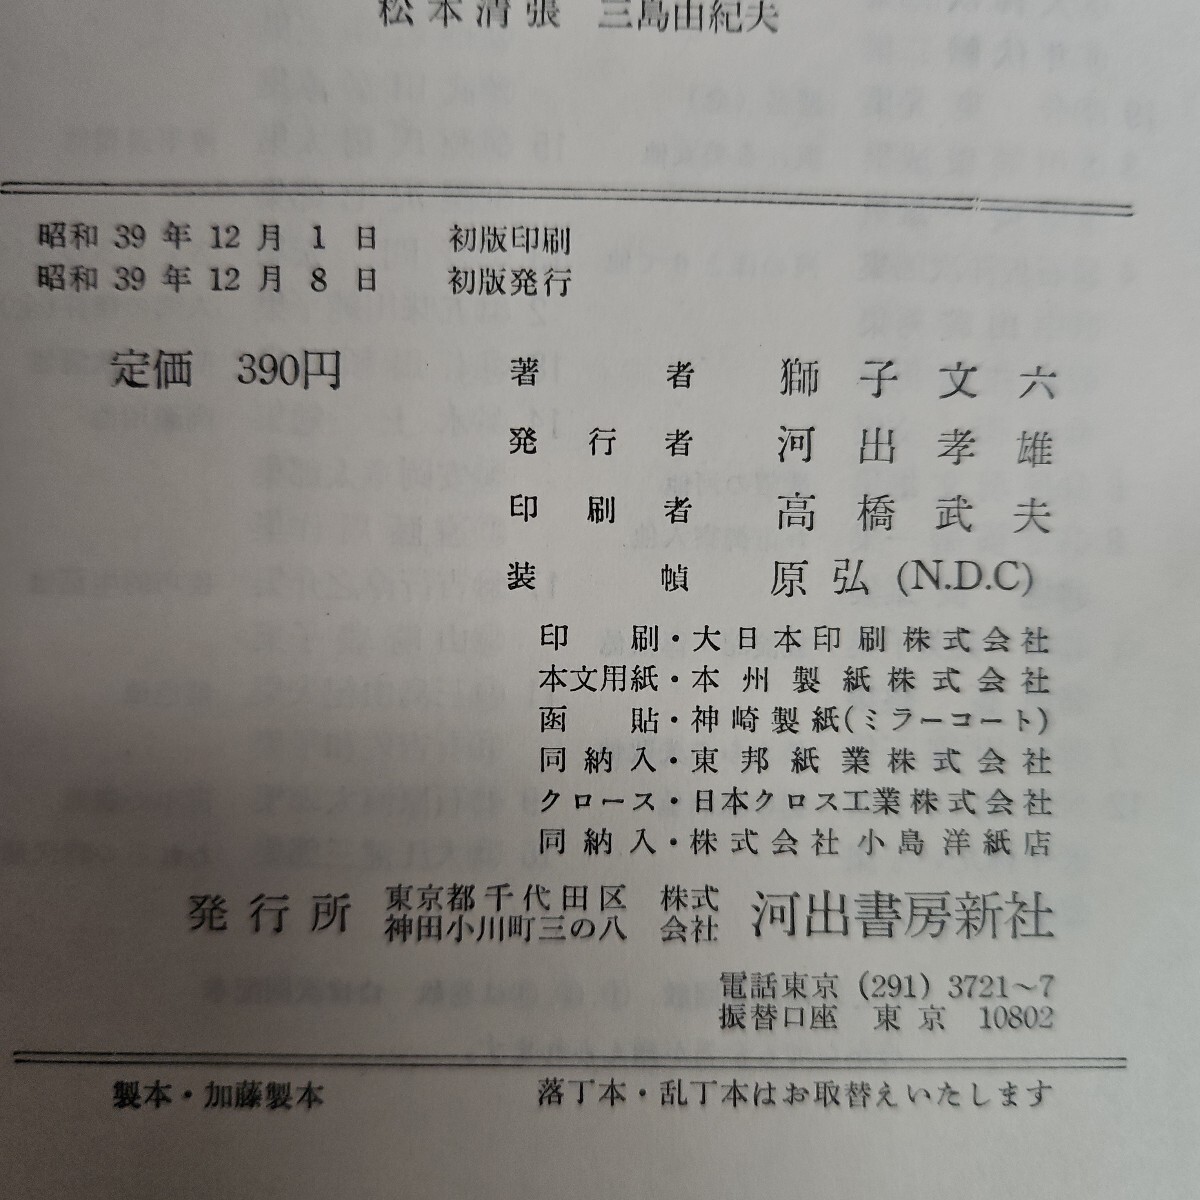 松本清張 三島由紀夫
昭和 39 年 12 月 1 日 初版印刷
昭和 39 年 12 月 8 日 初版発行
定価 390円
著者 獅子文六
発行者 河出孝雄
印刷者 高橋武夫
装幀 原弘 (N.D.C)
印刷・大日本印刷株式会社
本文用紙・本州製紙株式会社
函貼・神崎製紙(ミラーコート)
同納入・東邦紙業株式会社
クロース・日本クロス工業株式会社
同納入・株式会社小島洋紙店
発行所 東京都千代田区神田小川町三の八 株式会社 河出書房新社
電話東京 (291) 3721~7
振替口座 東京 10802
製本・加藤製本 落丁本・乱丁本はお取替えいたします